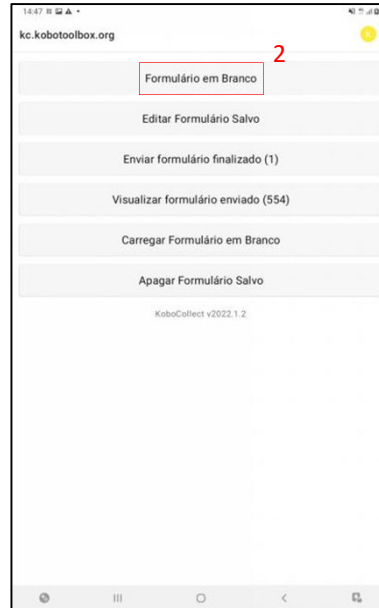 14:47
kc.kobotoolbox.org
K
2
Formulário em Branco
Editar Formulário Salvo
Enviar formulário finalizado (1)
Visualizar formulário enviado (554)
Carregar Formulário em Branco
Apagar Formulário Salvo
KoboCollect v2022.1.2